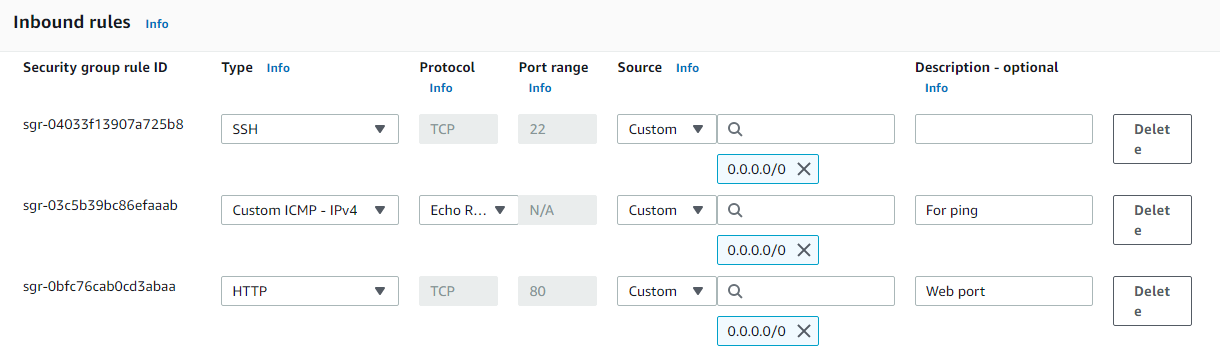 Inbound rules Info
Security group rule ID Type Info Protocol Port range Source Info Description - optional
Info Info Info
sgr-04033f13907a725b8 SSH TCP 22 Custom Delet
e
0.0.0.0/0
sgr-03c5b39bc86efaaab Custom ICMP - IPv4 Echo R... N/A Custom For ping Delet
e
0.0.0.0/0
sgr-0bfc76cab0cd3abaa HTTP TCP 80 Custom Web port Delet
e
0.0.0.0/0